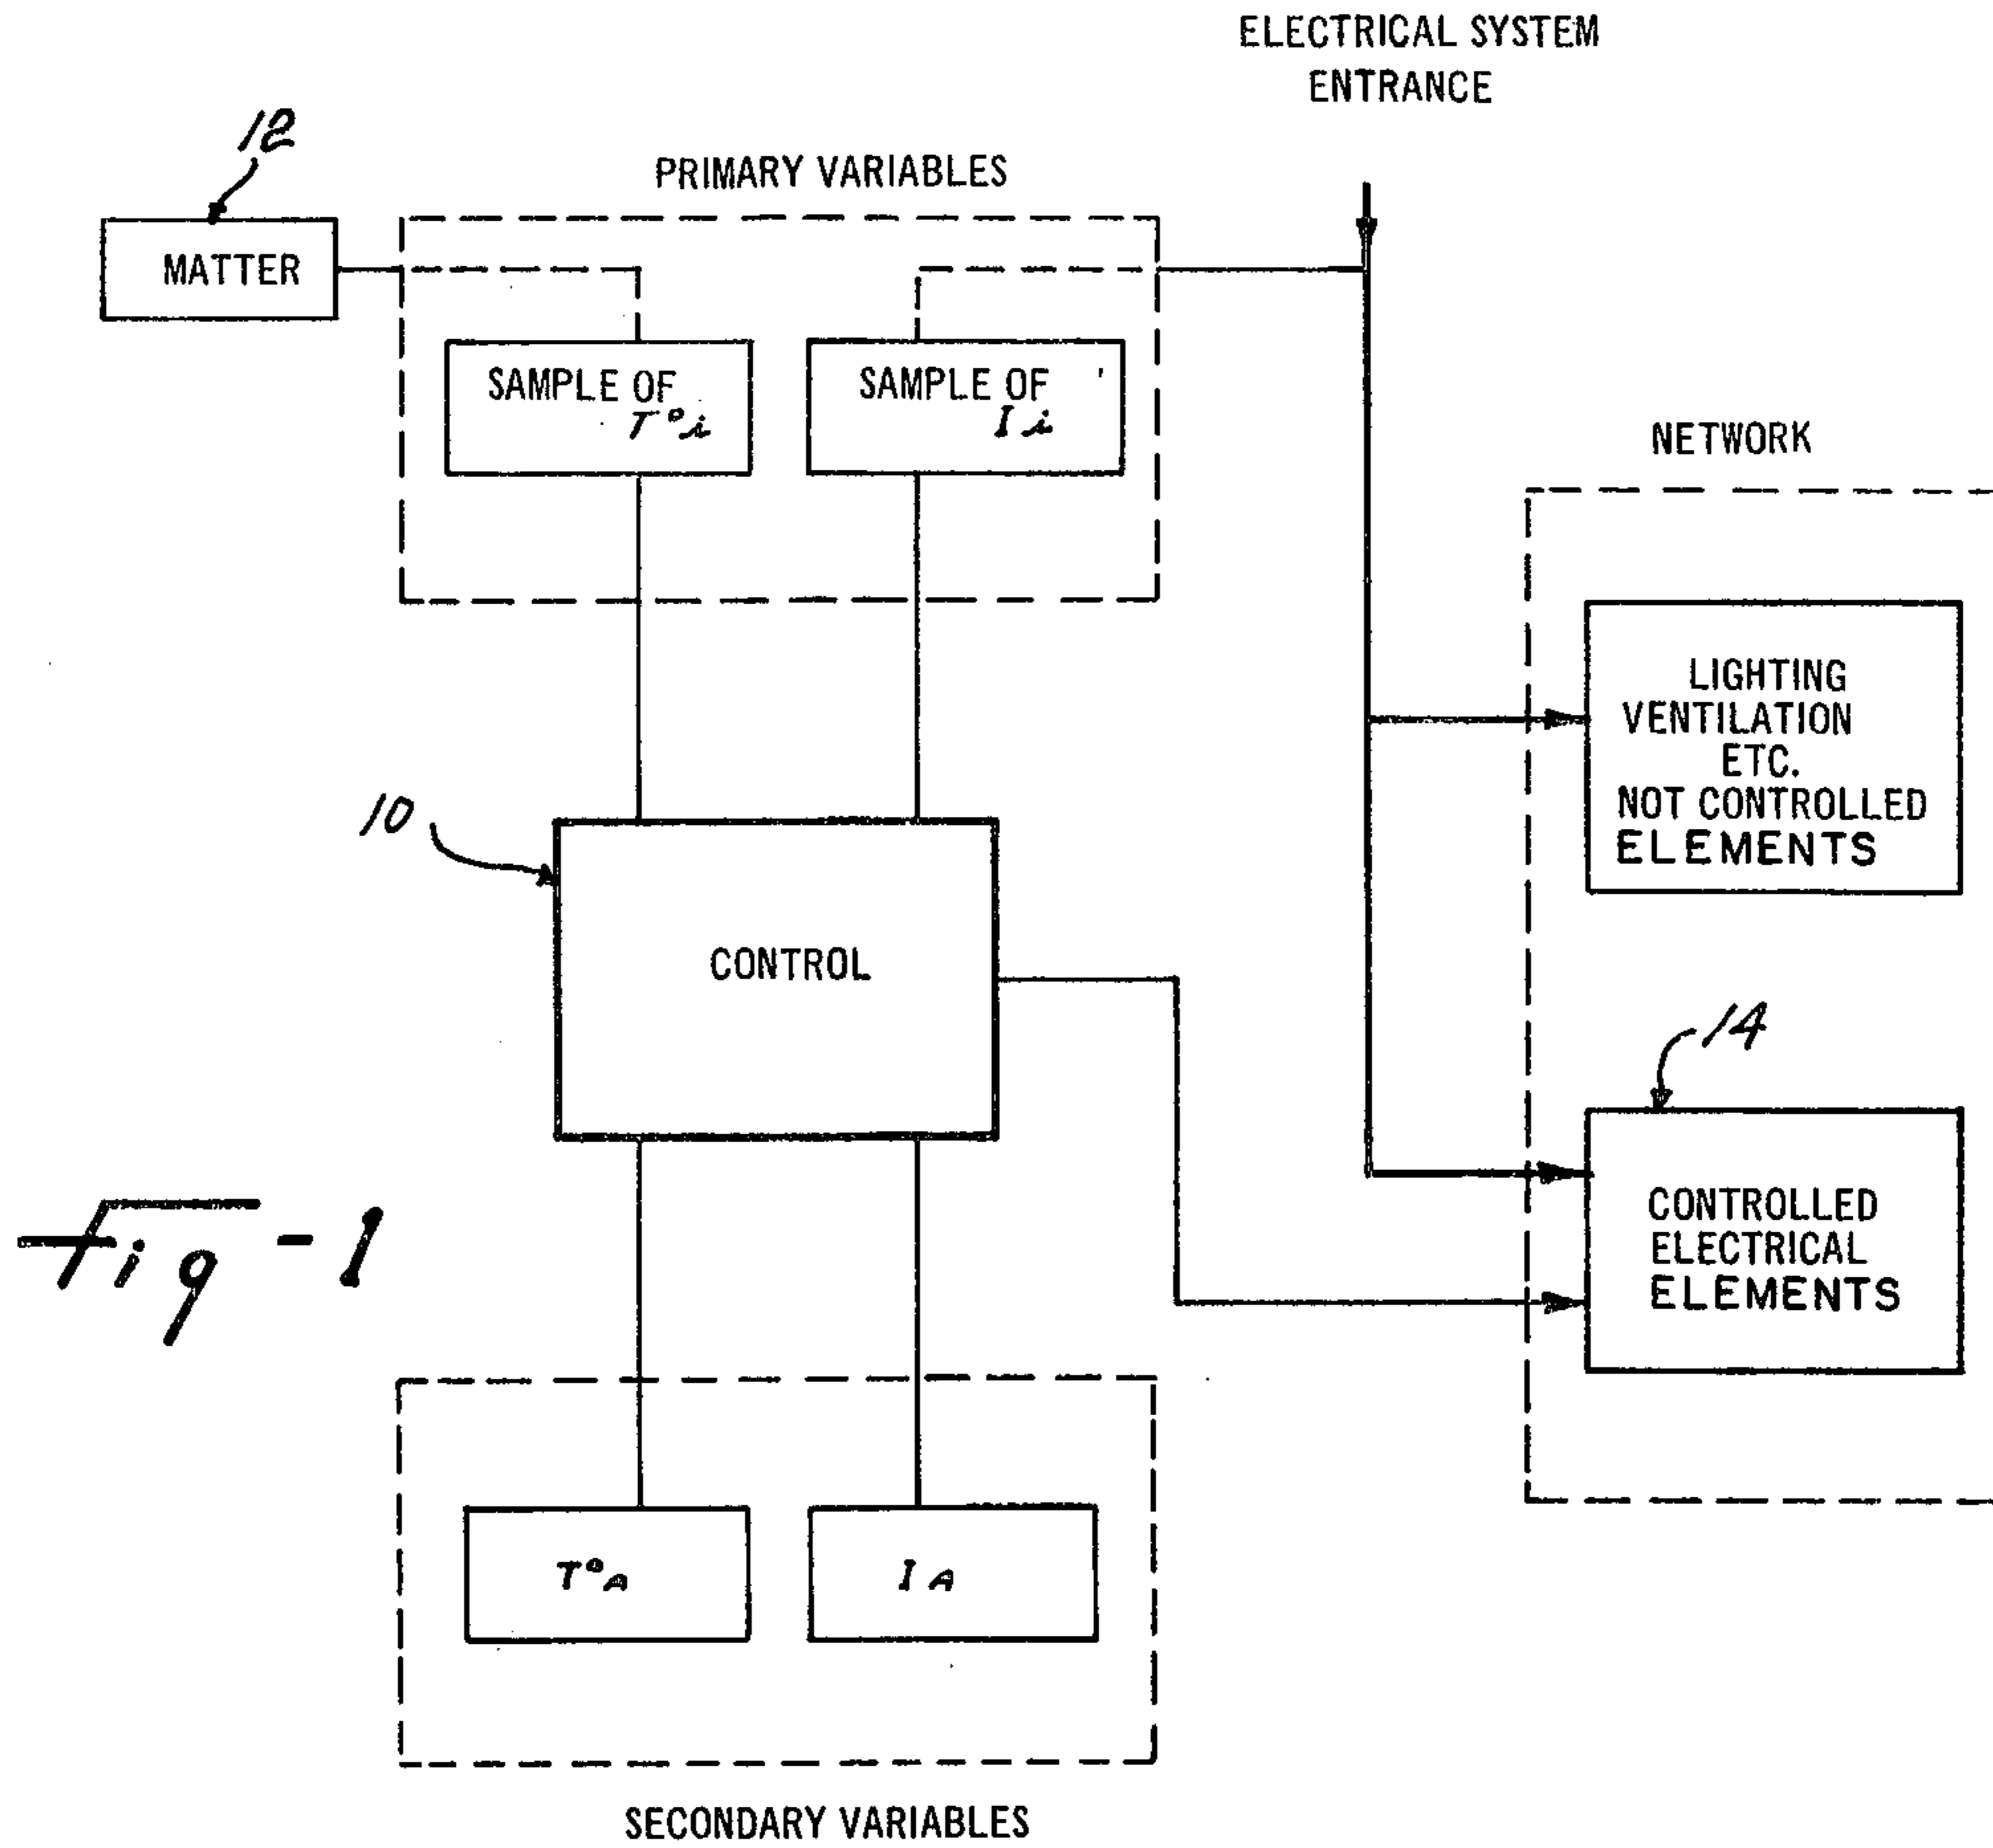 ELECTRICAL SYSTEM
ENTRANCE
12
PRIMARY VARIABLES
MATTER
SAMPLE OF
T°i
SAMPLE OF
Ii
NETWORK
LIGHTING
VENTILATION
ETC.
NOT CONTROLLED
ELEMENTS
10
CONTROL
14
CONTROLLED
ELECTRICAL
ELEMENTS
Fig-1
T°A
IA
SECONDARY VARIABLES